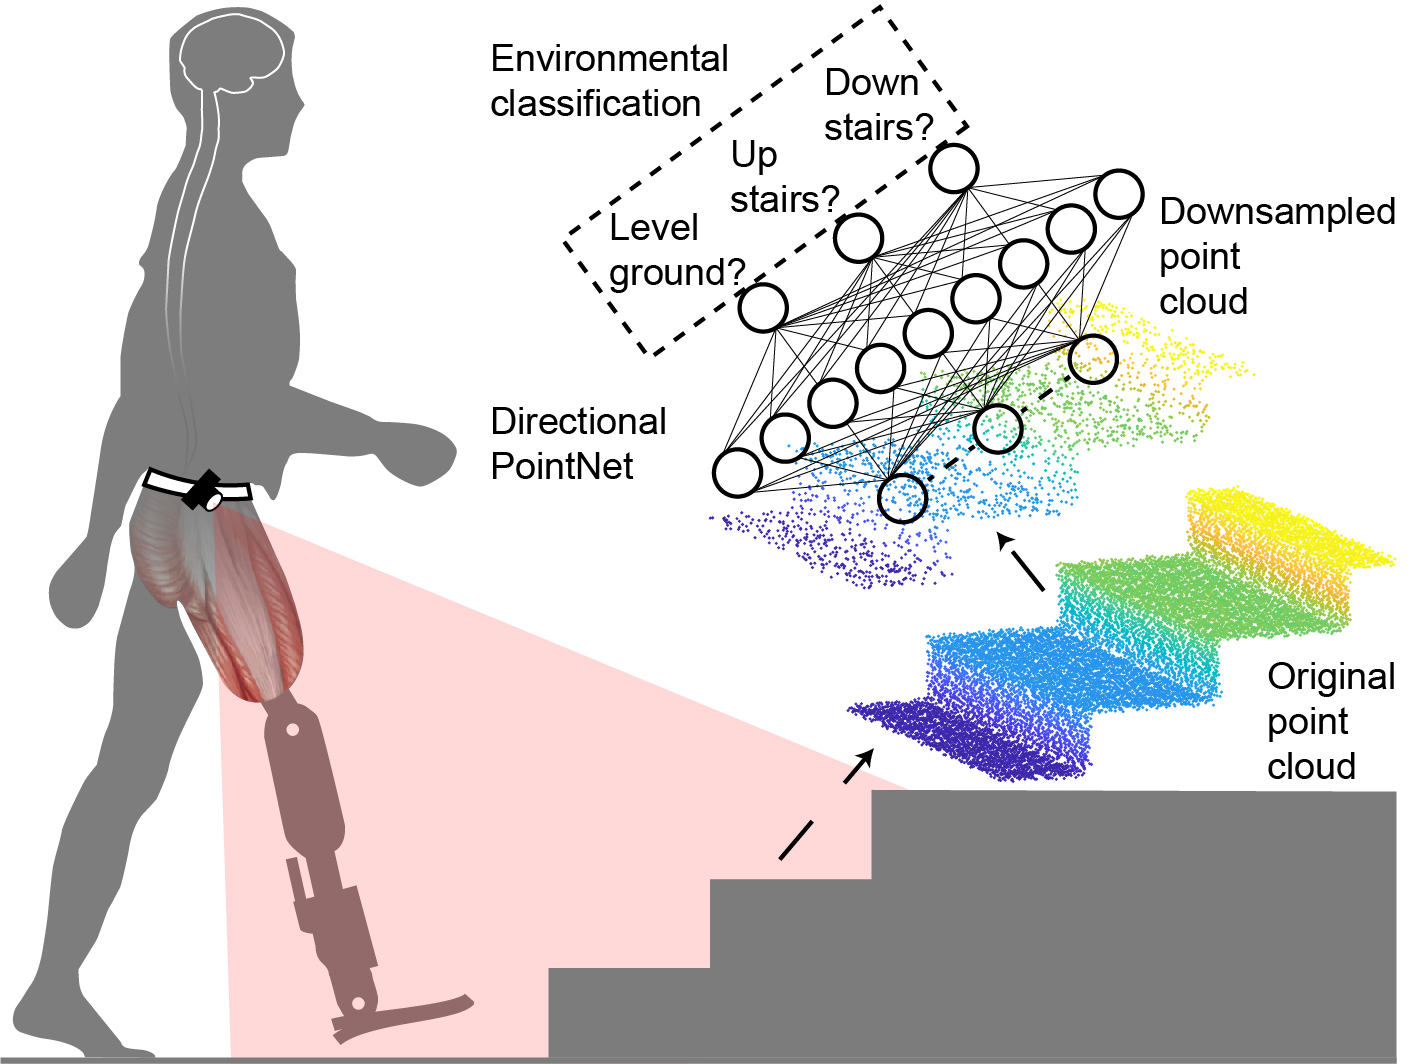 Environmental
classification
Down
stairs?
Up
stairs?
Level
ground?
Downsampled
point
cloud
Directional
PointNet
Original
point
cloud